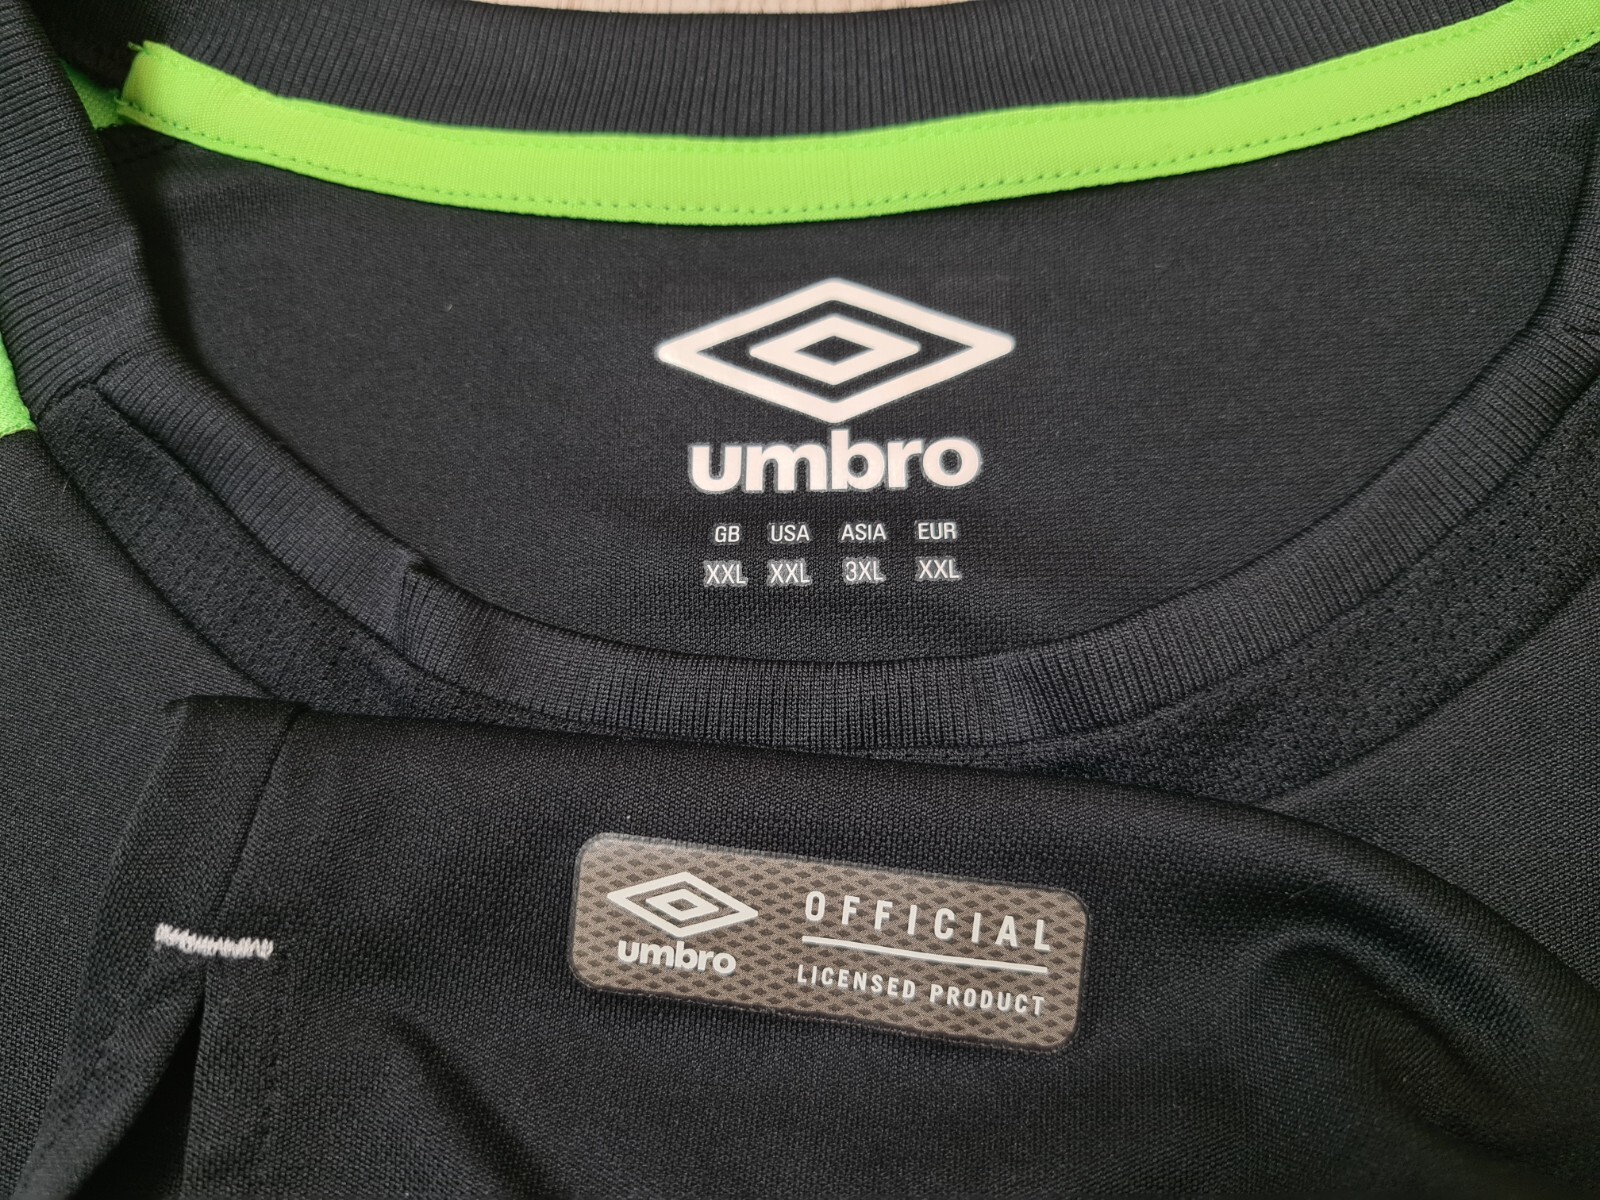 umbro
GB USA ASIA EUR
XXL XXL 3XL XXL
umbro
OFFICIAL
LICENSED PRODUCT